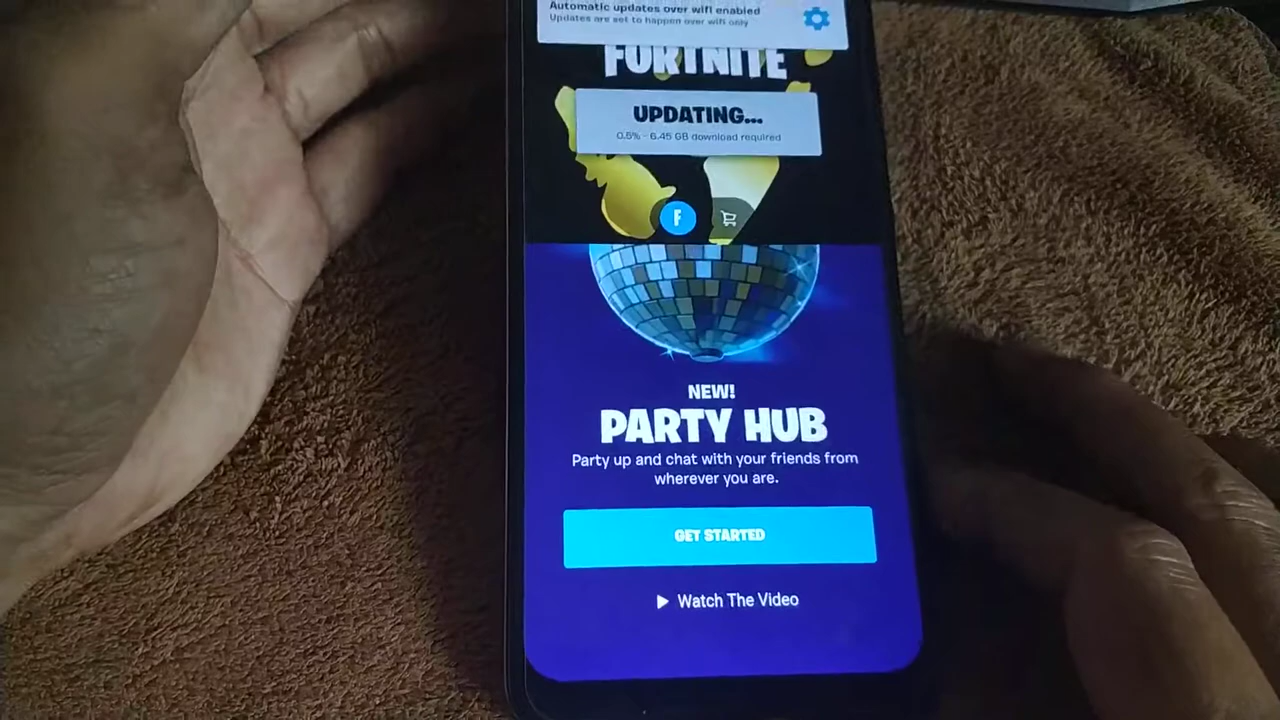 Automatic updates over wifi enabled
Updates are set to happen over wifi only
FORTNITE
UPDATING...
0.5% - 6.45 GB download required
F
NEW!
PARTY HUB
Party up and chat with your friends from
wherever you are.
GET STARTED
Watch The Video